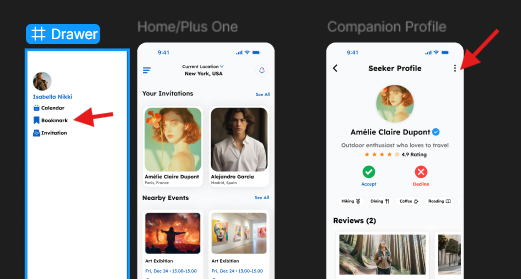 Drawer
Isabella Nikki
Calendar
Bookmark
Invitation
Home/Plus One
9:41
Current Location
New York, USA
Your Invitations
See All
Amélie Claire Dupont
Paris, France
Alejandro Garcia
Madrid, Spain
Nearby Events
See All
Art Exibition
Fri, Dec 24 • 13.00-15.00
Art Exibition
Fri, Dec 24 • 13.00-15.00
Companion Profile
9:41
Seeker Profile
Amélie Claire Dupont
Outdoor enthusiast who loves to travel
4.9 Rating
Accept
Decline
Hiking
Dining
Coffee
Reading
Reviews (2)